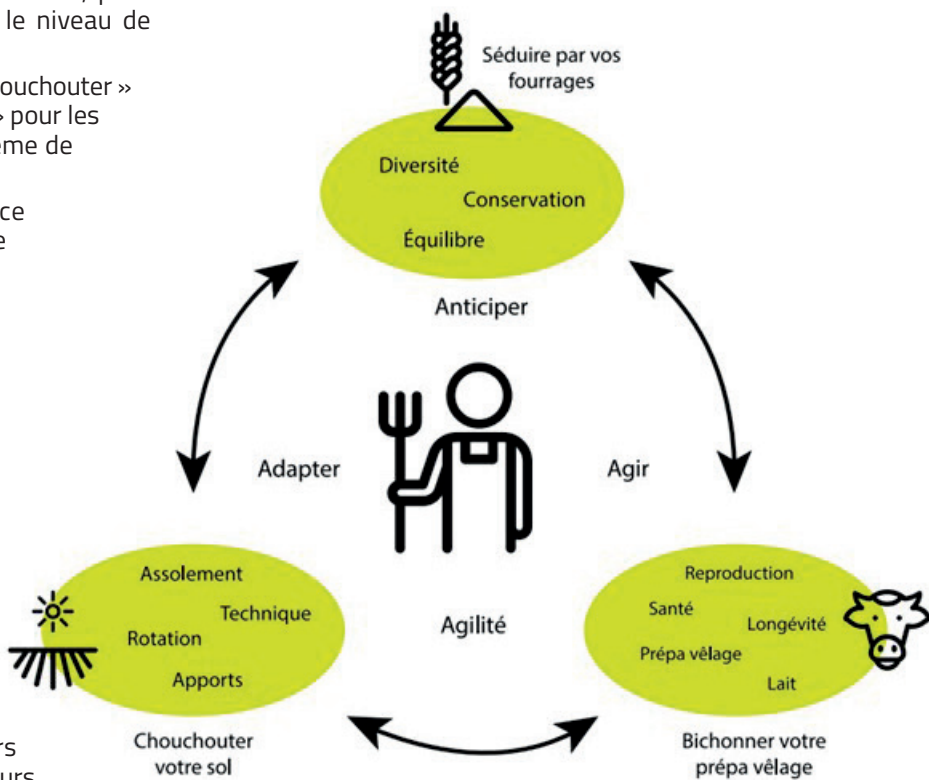 le niveau de
ouchouter »
» pour les
ème de
ce
e
Séduire par vos
fourrages
Diversité
Conservation
Équilibre
Anticiper
Adapter
Agir
Assolement
Technique
Rotation
Apports
Agilité
Reproduction
Santé
Longévité
Prépa vêlage
Lait
Chouchouter
votre sol
Bichonner votre
prépa vêlage
rs
urs